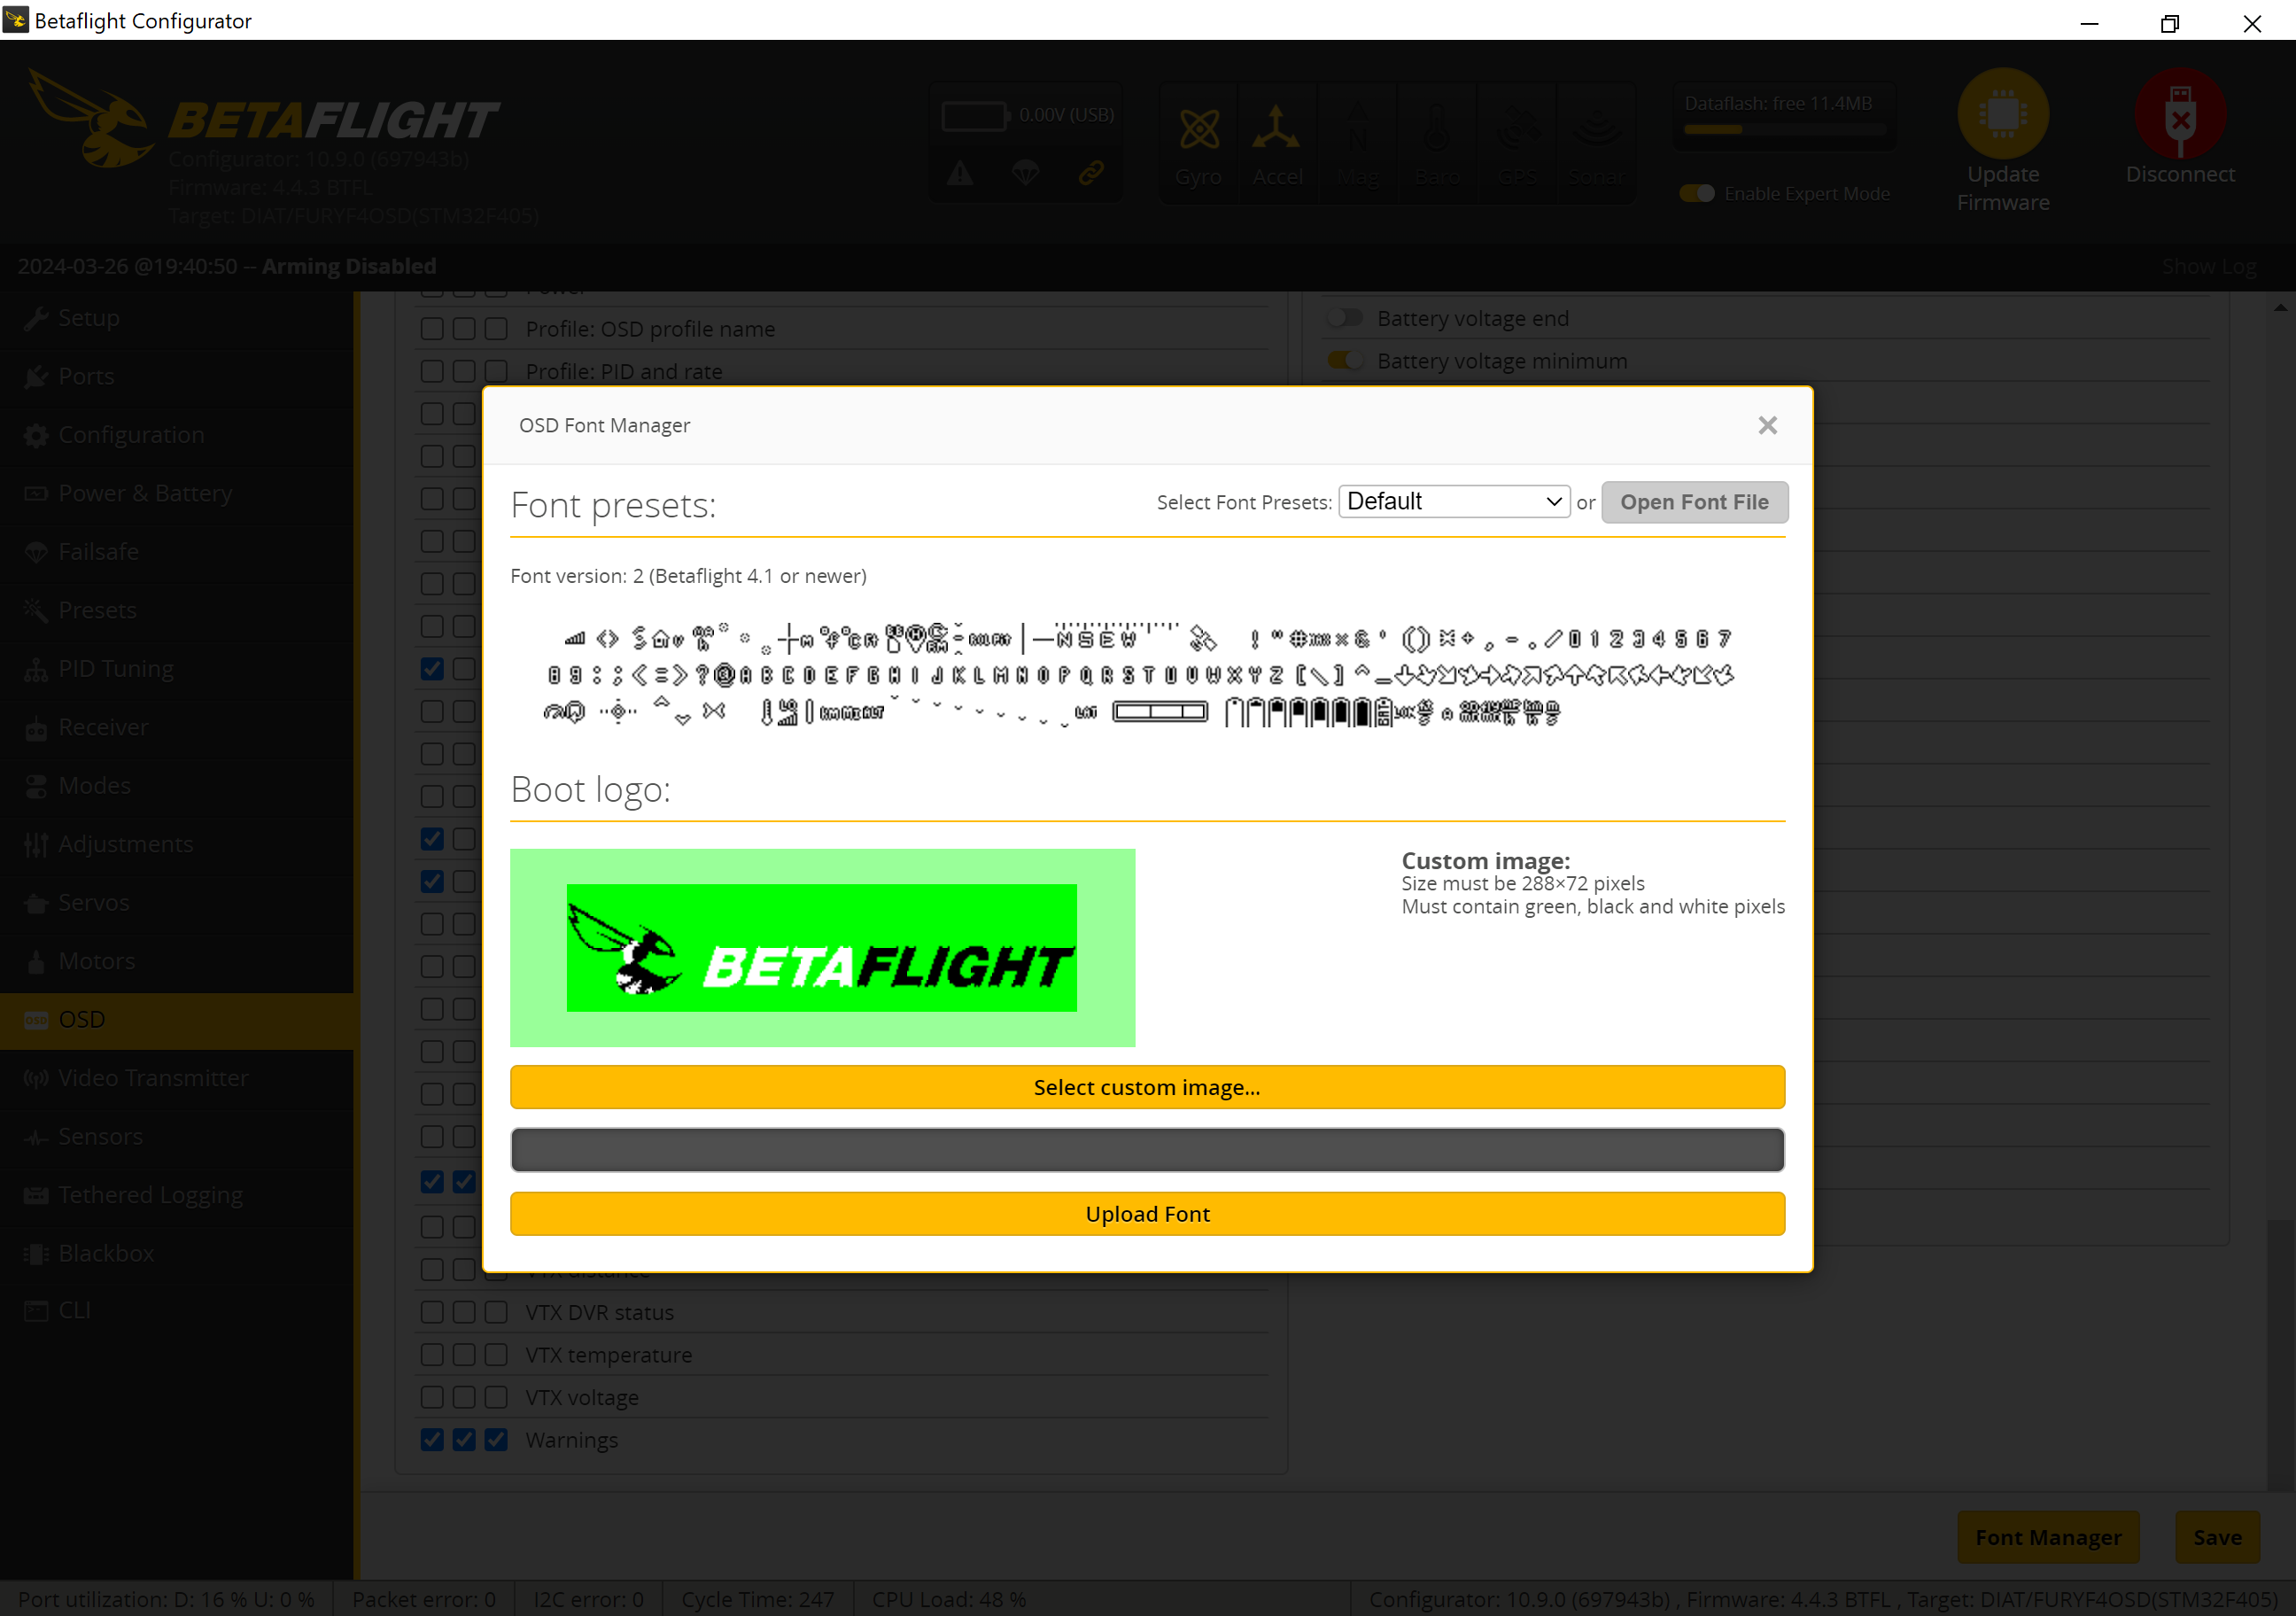 Betaflight Configurator
BETAFLIGHT
Configurator: 10.9.0 (697943b)
Firmware: 4.4.3 BTFL
Target: DIAT/FURYF4OSD(STM32F405)
0.00V (USB)
Gyro
Accel
Mag
Baro
GPS
Sonar
Dataflash: free 11.4MB
Enable Expert Mode
Update
Firmware
Disconnect
2024-03-26 @19:40:50 -- Arming Disabled
Show Log
Setup
Ports
Configuration
Power & Battery
Failsafe
Presets
PID Tuning
Receiver
Modes
Adjustments
Servos
Motors
OSD
OSD
Video Transmitter
Sensors
Tethered Logging
Blackbox
CLI
Profile: OSD profile name
Profile: PID and rate
Battery voltage end
Battery voltage minimum
OSD Font Manager
Font presets:
Select Font Presets: Default or Open Font File
Font version: 2 (Betaflight 4.1 or newer)
N S E W ! " # × & ' ( ) + , - . / 0 1 2 3 4 5 6 7
8 9 : ; < = > ? A B C D E F G H I J K L M N O P Q R S T U V W X Y Z [ \ ] ^ _
Boot logo:
BETAFLIGHT
Custom image:
Size must be 288×72 pixels
Must contain green, black and white pixels
Select custom image...
Upload Font
VTX DVR status
VTX temperature
VTX voltage
Warnings
Font Manager
Save
Port utilization: D: 16 % U: 0 %
Packet error: 0
I2C error: 0
Cycle Time: 247
CPU Load: 48 %
Configurator: 10.9.0 (697943b) , Firmware: 4.4.3 BTFL , Target: DIAT/FURYF4OSD(STM32F405)